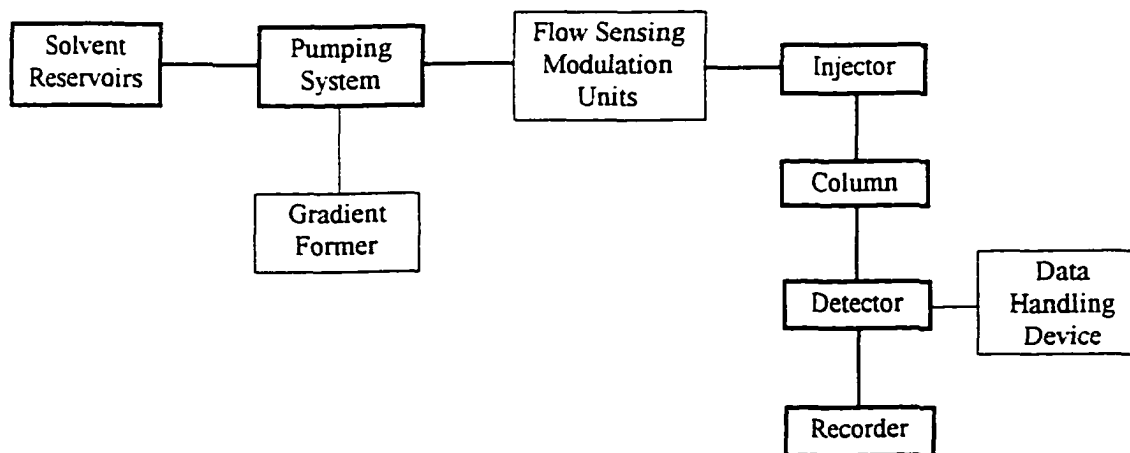 Solvent
Reservoirs
Pumping
System
Flow Sensing
Modulation
Units
Injector
Column
Gradient
Former
Detector
Data
Handling
Device
Recorder